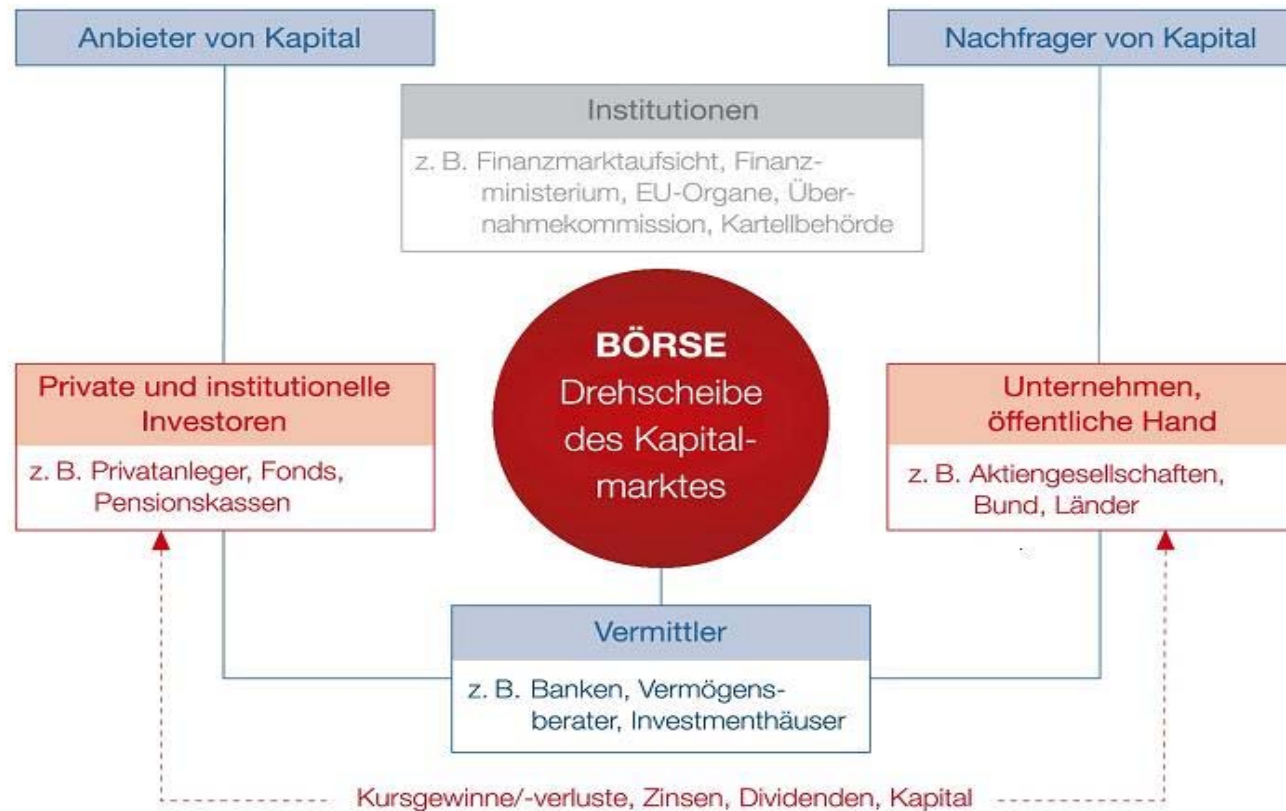 Anbieter von Kapital
Nachfrager von Kapital
Institutionen
z. B. Finanzmarktaufsicht, Finanz-
ministerium, EU-Organe, Über-
nahmekommission, Kartellbehörde
BÖRSE
Drehscheibe
des Kapital-
marktes
Private und institutionelle
Investoren
z. B. Privatanleger, Fonds,
Pensionskassen
Unternehmen,
öffentliche Hand
z. B. Aktiengesellschaften,
Bund, Länder
Vermittler
z. B. Banken, Vermögens-
berater, Investmenthäuser
Kursgewinne/-verluste, Zinsen, Dividenden, Kapital